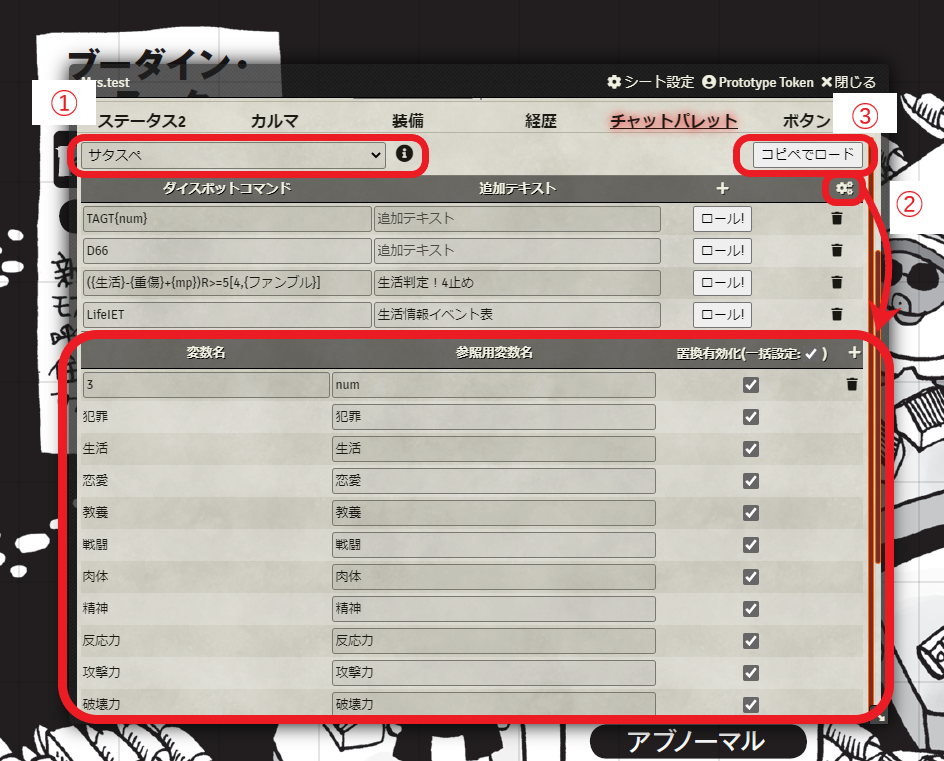 ブーダイン・
rs.test
シート設定 Prototype Token 閉じる
①
ステータス2 カルマ 装備 経歴 チャットパレット ボタン
③
サタスペ
コピペでロード
ダイスボットコマンド 追加テキスト +
②
TAGT{num} 追加テキスト ロール!
D66 追加テキスト ロール!
({生活}-{重傷}+{mp})R>=5[4,{ファンブル}] 生活判定！4止め ロール!
LifeIET 生活情報イベント表 ロール!
変数名 参照用変数名 置換有効化(一括設定: ✓ ) +
3 num
犯罪 犯罪
生活 生活
恋愛 恋愛
教養 教養
戦闘 戦闘
肉体 肉体
精神 精神
反応力 反応力
攻撃力 攻撃力
破壊力 破壊力
アブノーマル